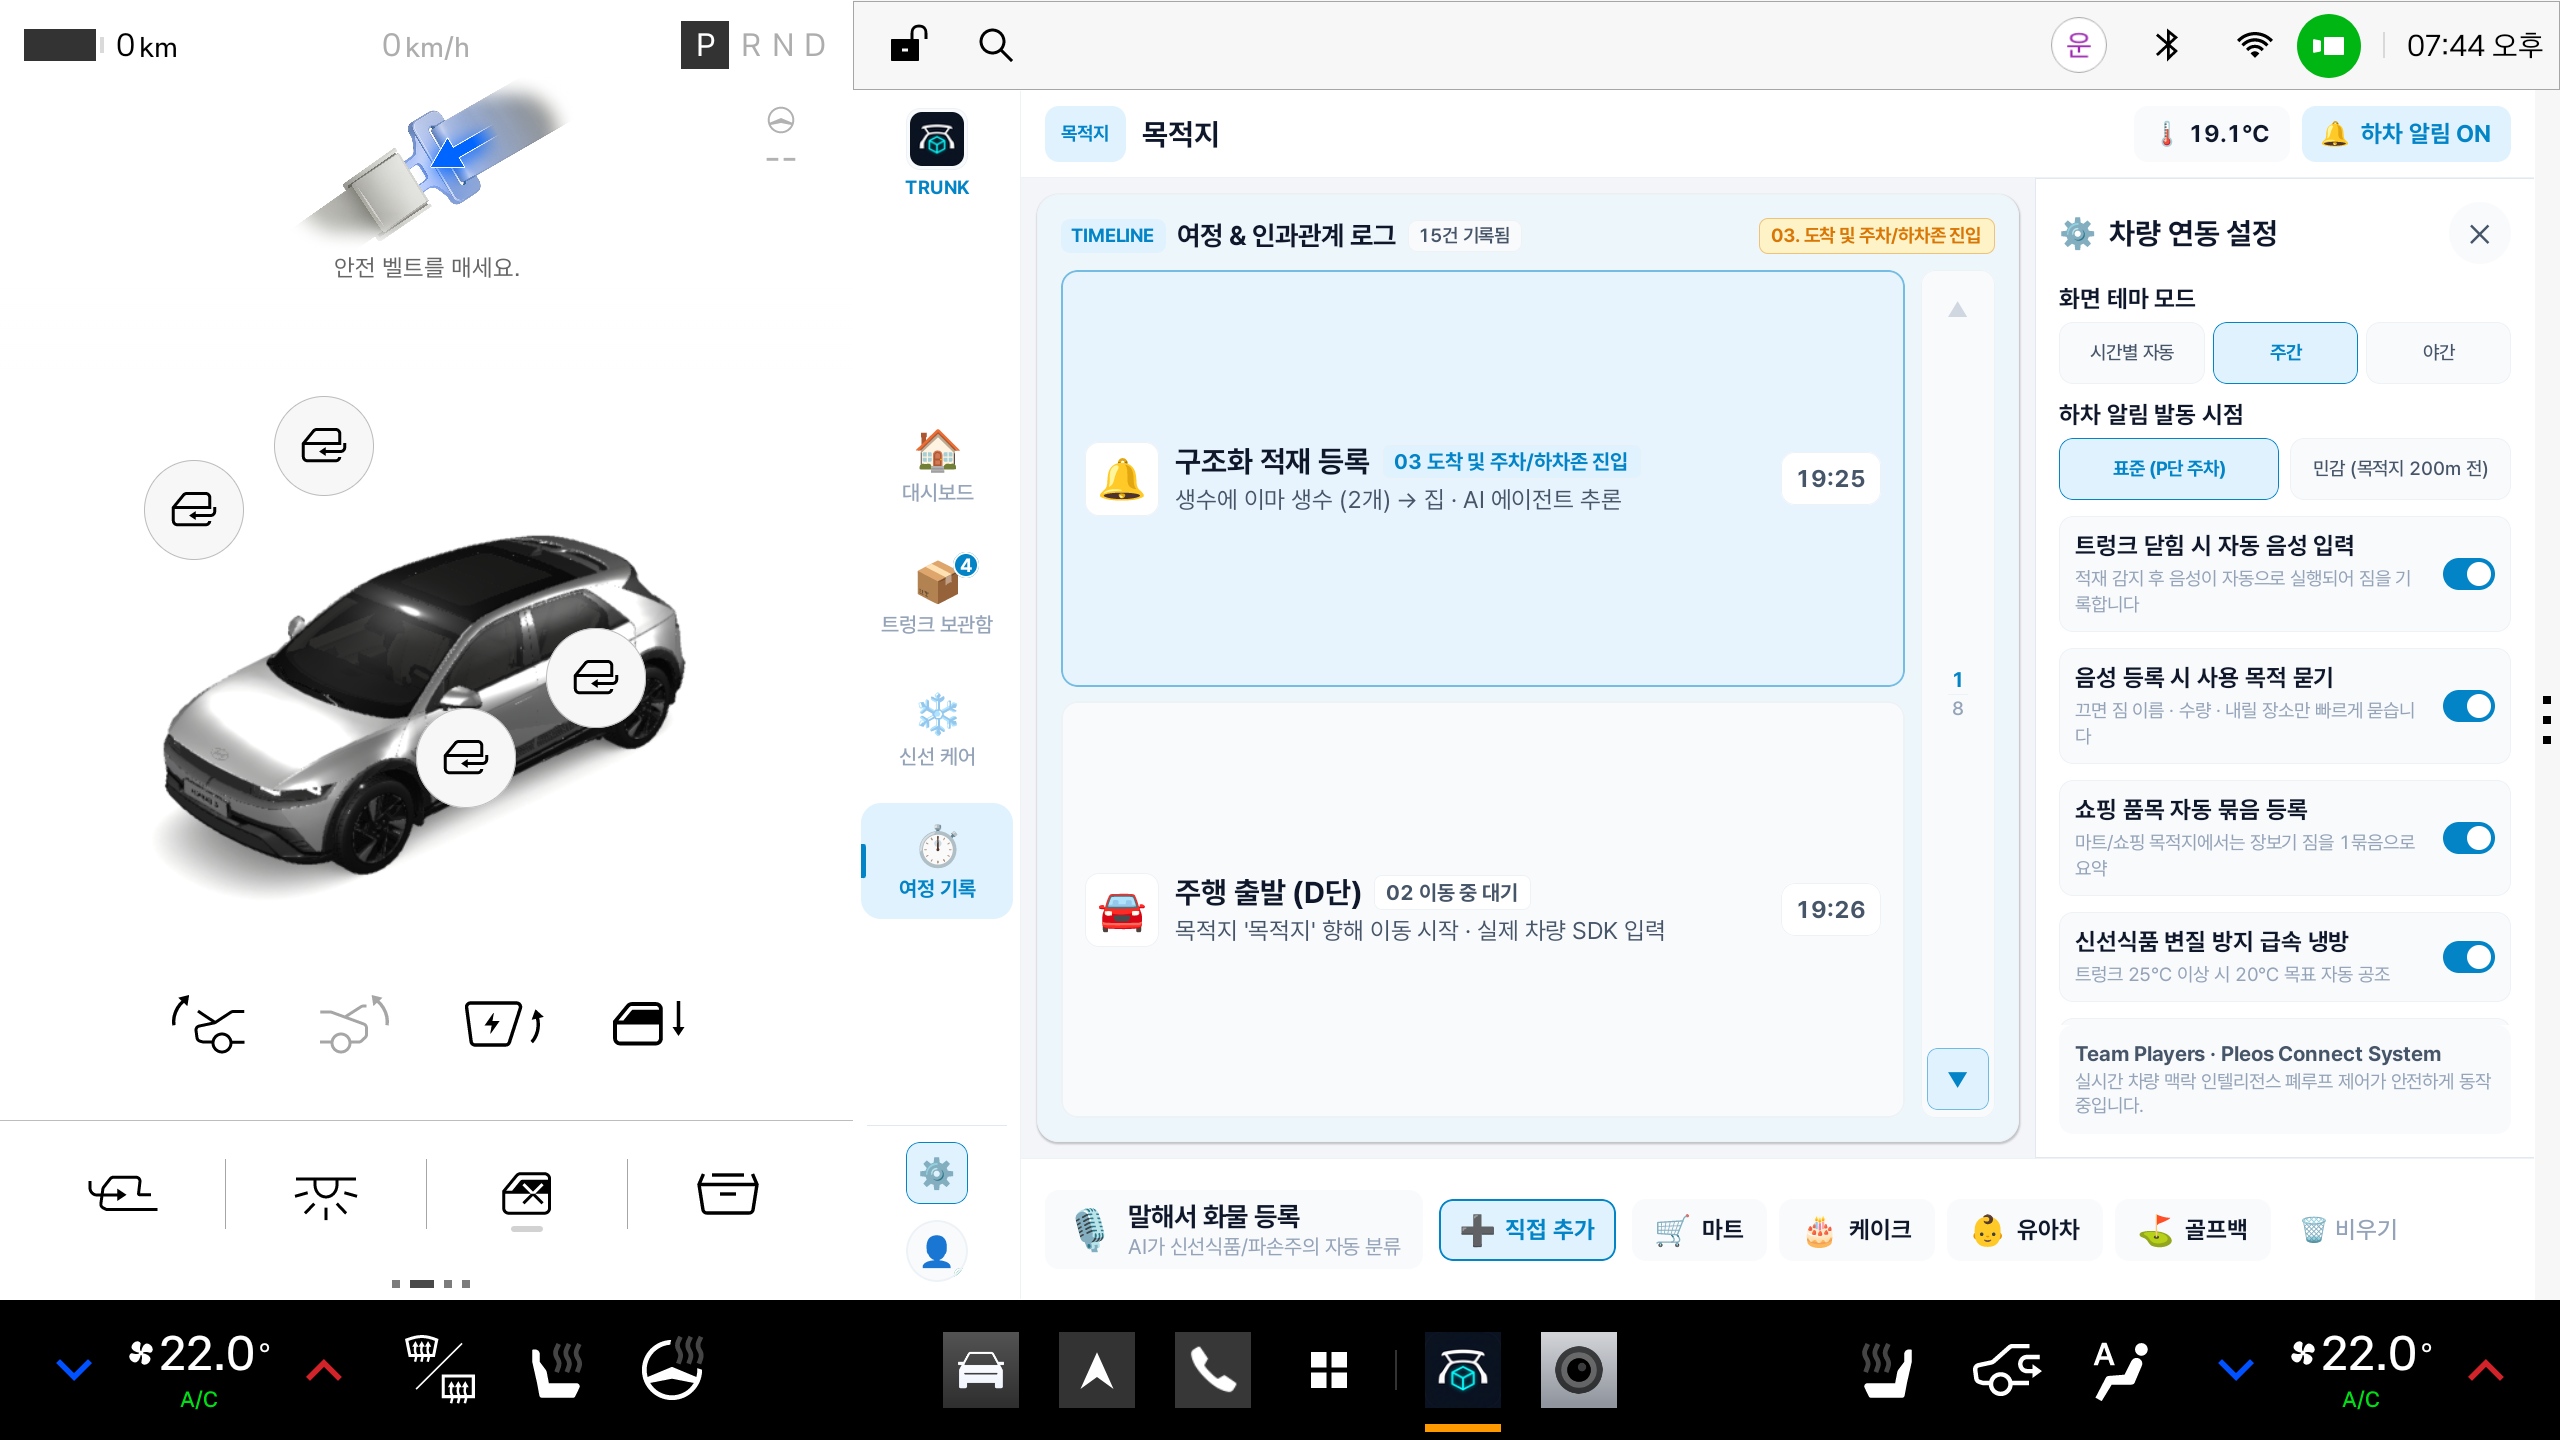 0 km
0 km/h
P R N D
운
07:44 오후
안전 벨트를 매세요.
TRUNK
대시보드
4
트렁크 보관함
신선 케어
여정 기록
목적지
목적지
19.1°C
하차 알림 ON
TIMELINE
여정 & 인과관계 로그
15건 기록됨
03. 도착 및 주차/하차존 진입
구조화 적재 등록
03 도착 및 주차/하차존 진입
생수에 이마 생수 (2개) → 집 · AI 에이전트 추론
19:25
주행 출발 (D단)
02 이동 중 대기
목적지 '목적지' 향해 이동 시작 · 실제 차량 SDK 입력
19:26
1
8
차량 연동 설정
화면 테마 모드
시간별 자동
주간
야간
하차 알림 발동 시점
표준 (P단 주차)
민감 (목적지 200m 전)
트렁크 닫힘 시 자동 음성 입력
적재 감지 후 음성이 자동으로 실행되어 짐을 기
록합니다
음성 등록 시 사용 목적 묻기
끄면 짐 이름 · 수량 · 내릴 장소만 빠르게 묻습니
다
쇼핑 품목 자동 묶음 등록
마트/쇼핑 목적지에서는 장보기 짐을 1묶음으로
요약
신선식품 변질 방지 급속 냉방
트렁크 25°C 이상 시 20°C 목표 자동 공조
Team Players · Pleos Connect System
실시간 차량 맥락 인텔리전스 폐루프 제어가 안전하게 동작
중입니다.
말해서 화물 등록
AI가 신선식품/파손주의 자동 분류
직접 추가
마트
케이크
유아차
골프백
비우기
22.0°
A/C
A
22.0°
A/C